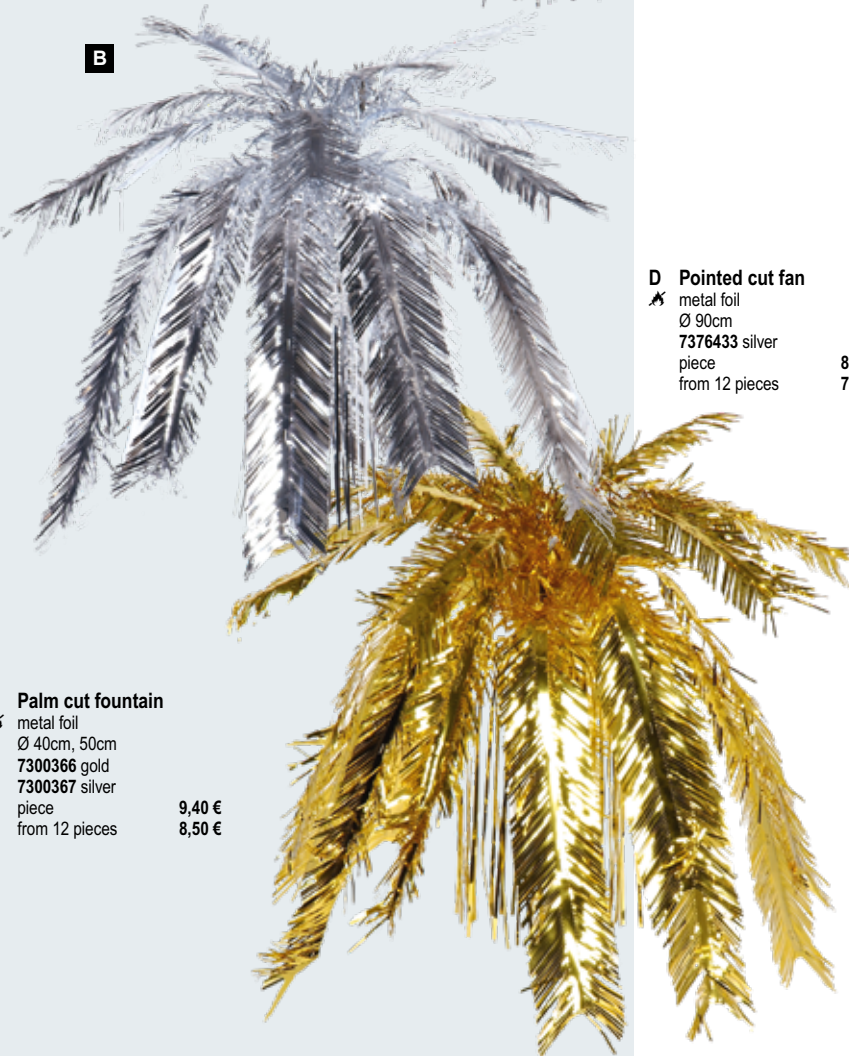 B
D Pointed cut fan
metal foil
Ø 90cm
7376433 silver
piece 8
from 12 pieces 7
Palm cut fountain
metal foil
Ø 40cm, 50cm
7300366 gold
7300367 silver
piece 9,40 €
from 12 pieces 8,50 €